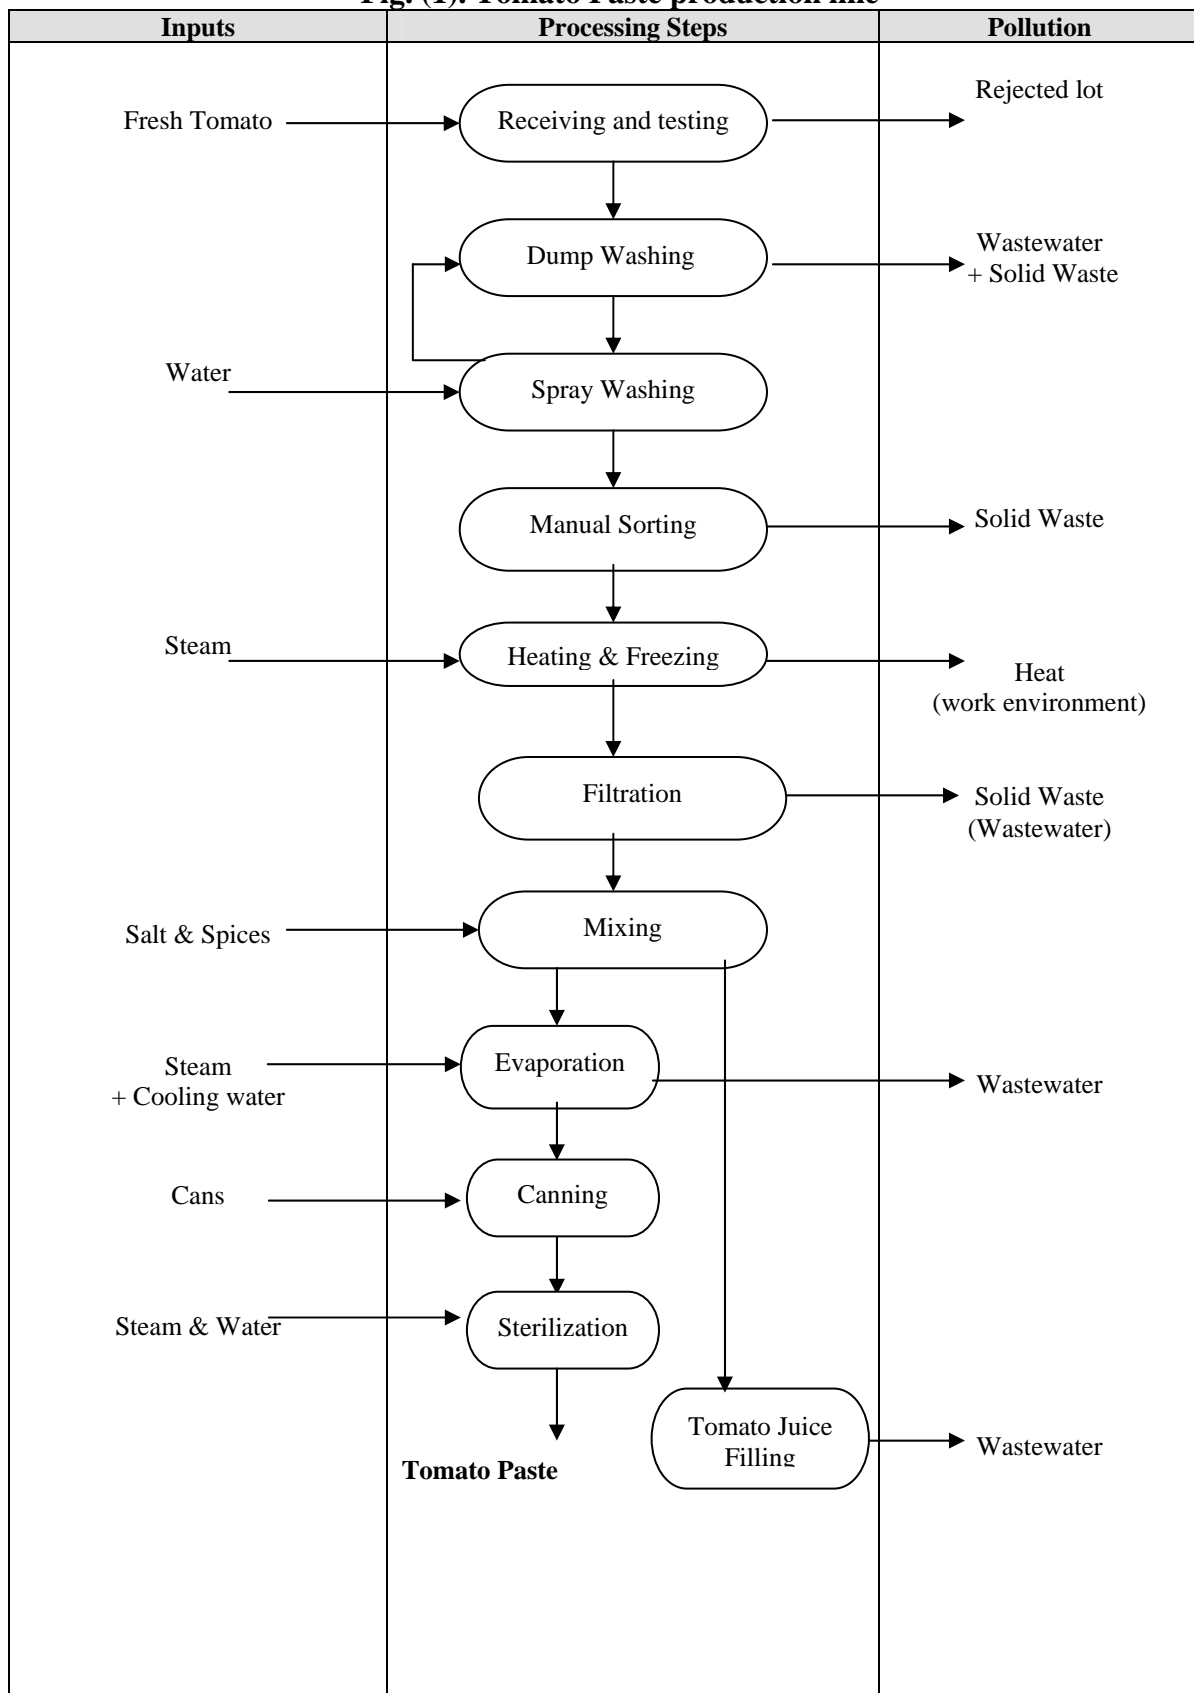 Fig. (1): Tomato Paste production line
Inputs Processing Steps Pollution
Rejected lot
Fresh Tomato Receiving and testing
Dump Washing Wastewater
+ Solid Waste
Water Spray Washing
Manual Sorting Solid Waste
Steam Heating & Freezing
Heat
(work environment)
Filtration Solid Waste
(Wastewater)
Salt & Spices Mixing
Steam
+ Cooling water
Evaporation Wastewater
Cans Canning
Steam & Water Sterilization
Tomato Juice
Filling
Wastewater
Tomato Paste